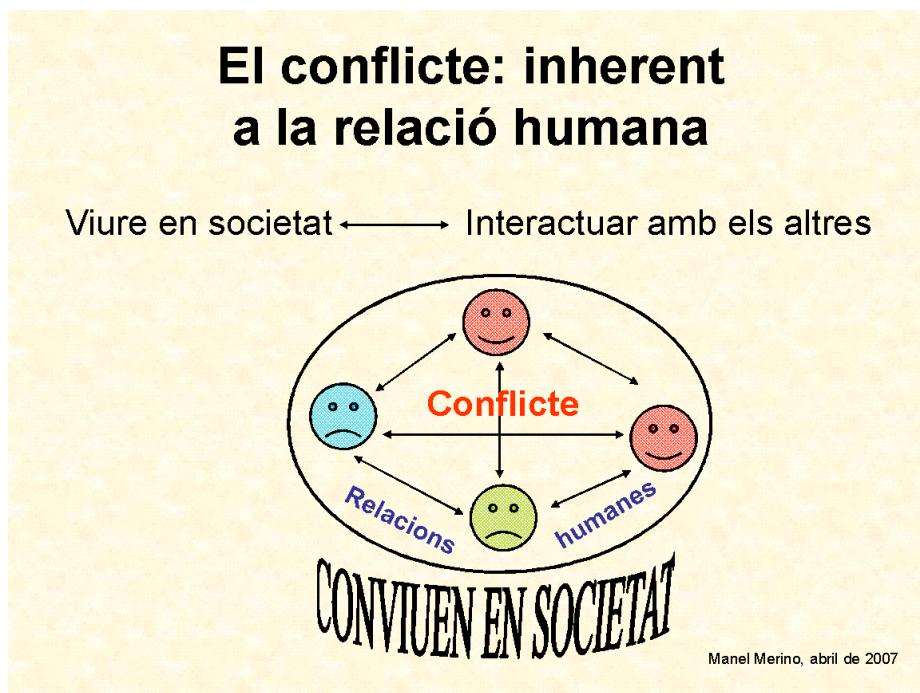 El conflicte: inherent
a la relació humana
Viure en societat Interactuar amb els altres
Conflicte
Relacions humanes
CONVIUEN EN SOCIETAT
Manel Merino, abril de 2007